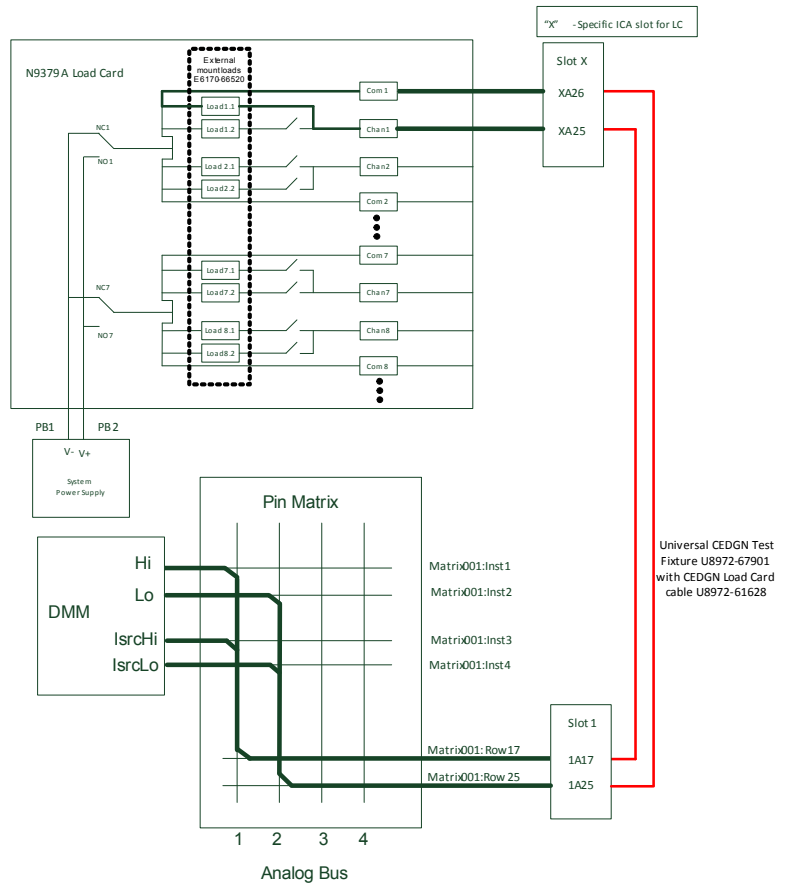 “X” - Specific ICA slot for LC
N9379A Load Card
External
mount loads
E6170-66520
Slot X
Com 1
XA26
Load1.1
NC1
Load1.2
Chan1
XA25
NO1
Load 2.1
Chan2
Load2.2
Com 2
Com 7
Load7.1
NC7
Load7.2
Chan7
NO7
Load 8.1
Chan8
Load8.2
Com 8
PB1
PB2
V- V+
System
Power Supply
Pin Matrix
DMM
Hi
Lo
IsrcHi
IsrcLo
Matrix001:Inst1
Matrix001:Inst2
Matrix001:Inst3
Matrix001:Inst4
Universal CEDGN Test
Fixture U8972-67901
with CEDGN Load Card
cable U8972-61628
Slot 1
Matrix001:Row17
1A17
Matrix001:Row 25
1A25
1 2 3 4
Analog Bus